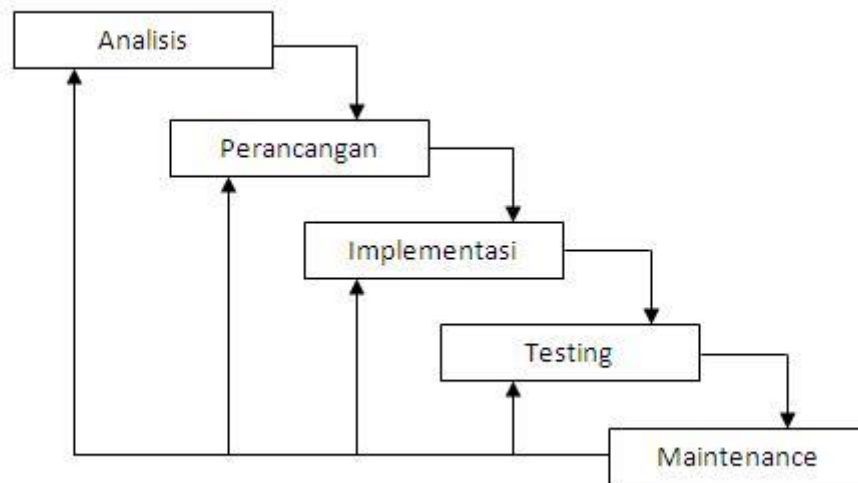 Analisis
Perancangan
Implementasi
Testing
Maintenance